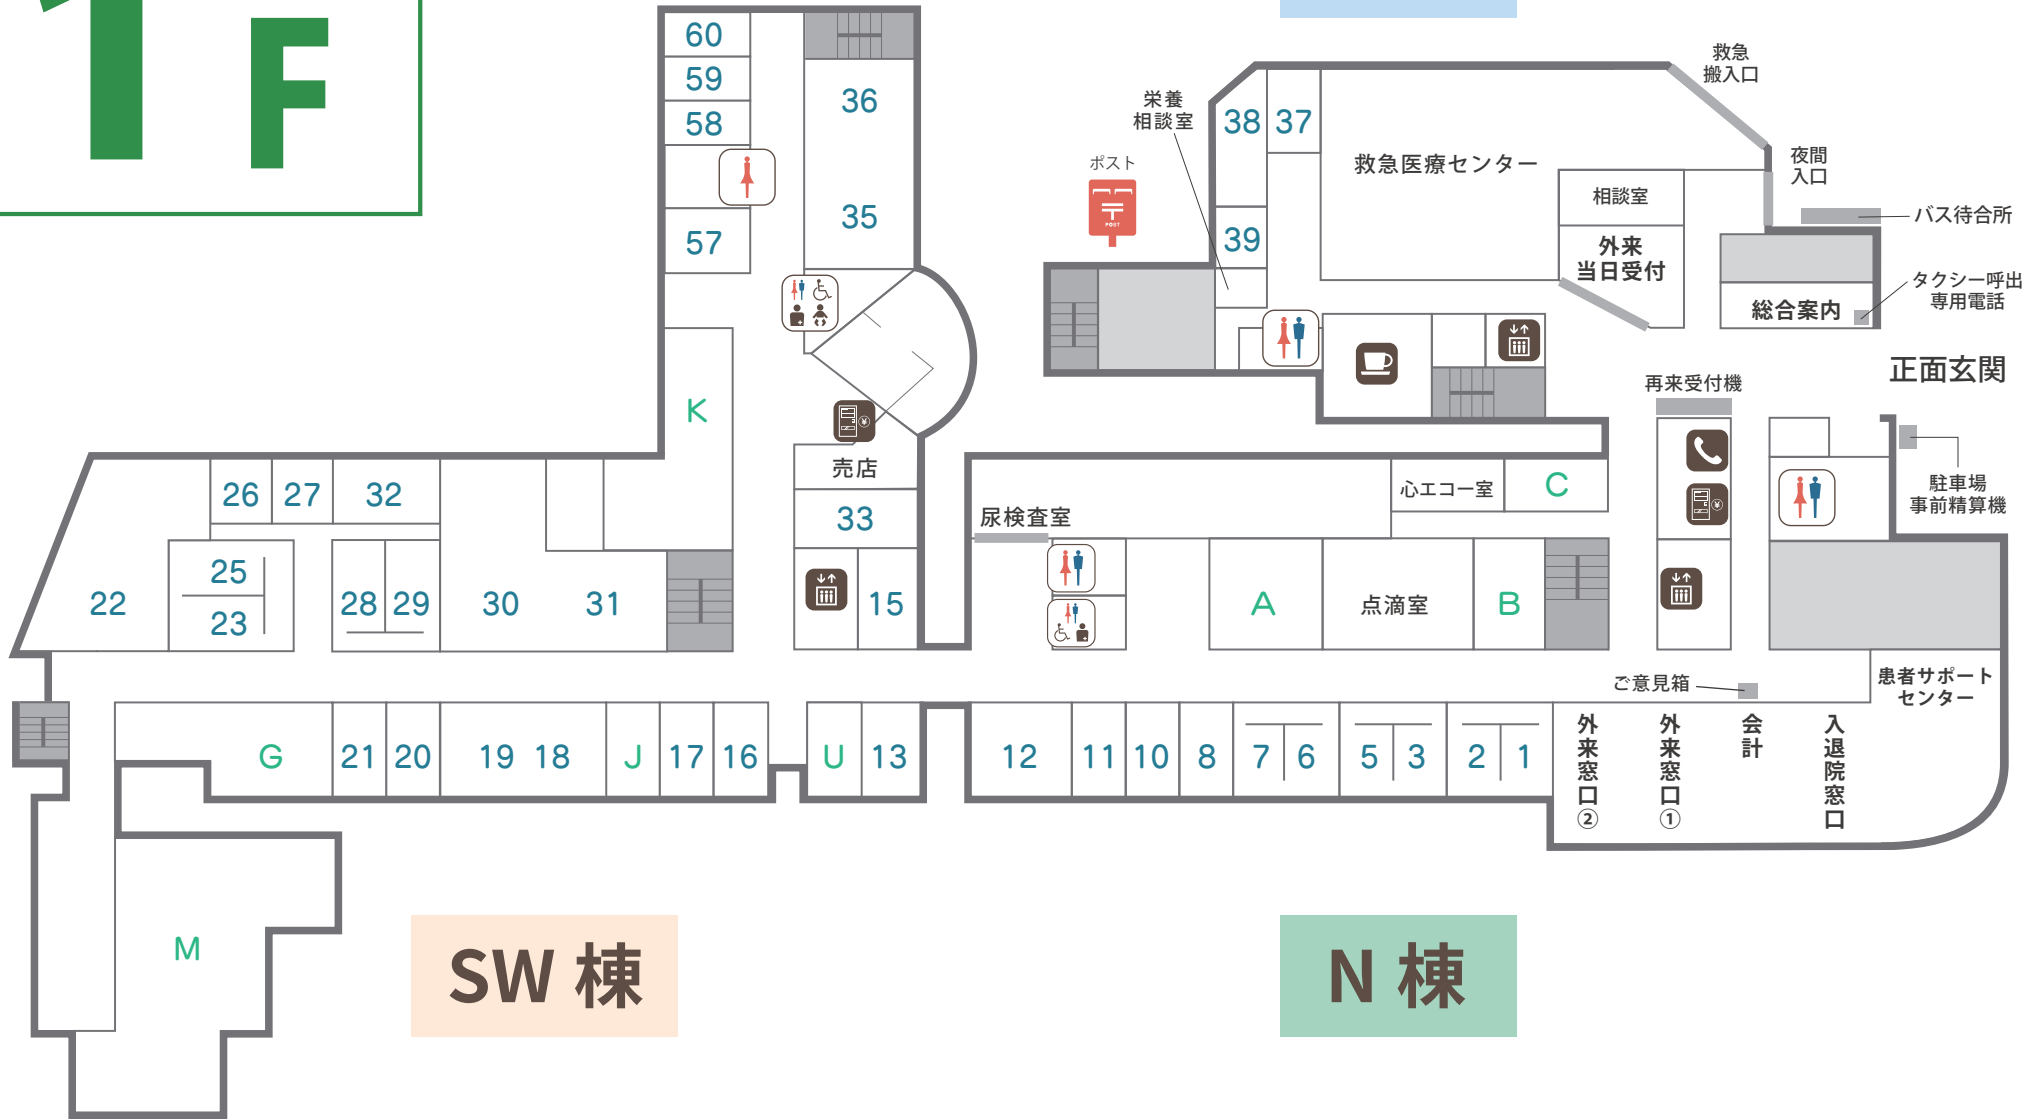 1F
60
59
58
57
36
35
K
売店
33
15
26
27
32
25
23
22
28
29
30
31
G
21
20
19
18
J
17
16
U
13
M
SW 棟
ポスト
POST
栄養
相談室
38
37
39
救急医療センター
救急
搬入口
夜間
入口
バス待合所
相談室
外来
当日受付
総合案内
タクシー呼出
専用電話
正面玄関
再来受付機
駐車場
事前精算機
尿検査室
心エコー室
C
A
点滴室
B
ご意見箱
患者サポート
センター
12
11
10
8
7
6
5
3
2
1
外来窓口②
外来窓口①
会計
入退院窓口
N 棟